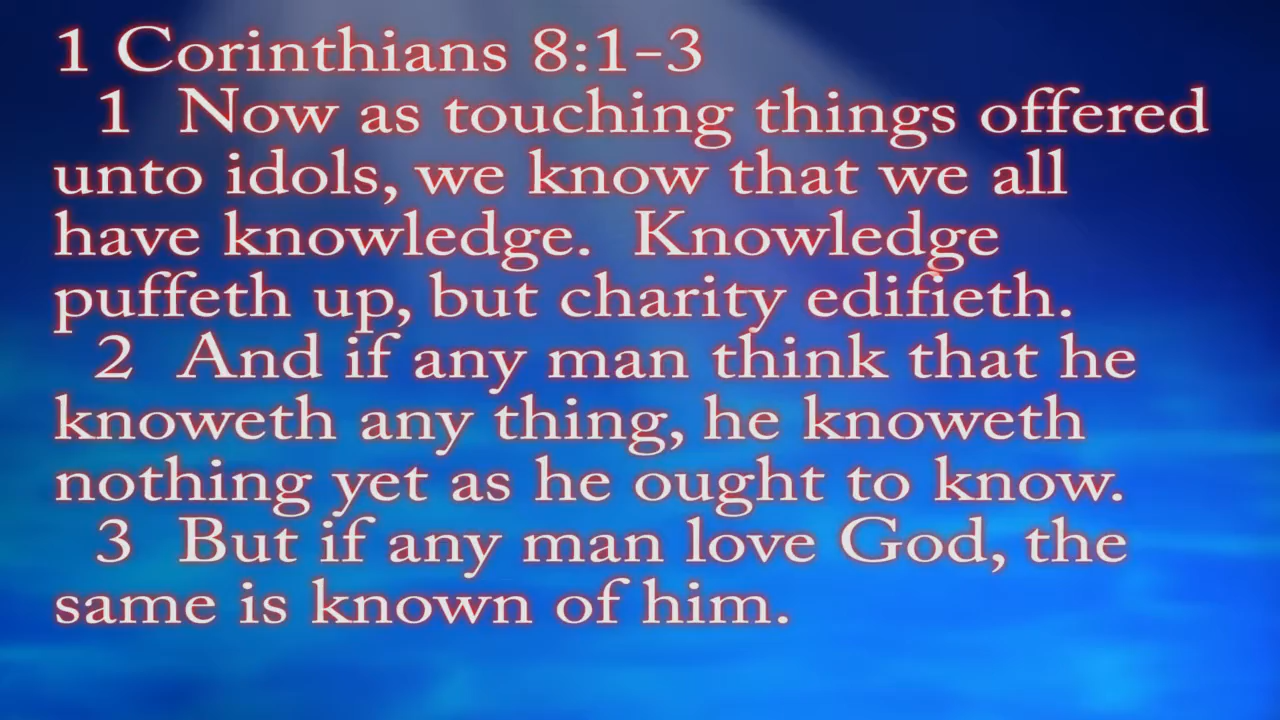 1 Corinthians 8:1-3
1 Now as touching things offered
unto idols, we know that we all
have knowledge. Knowledge
puffeth up, but charity edifieth.
2 And if any man think that he
knoweth any thing, he knoweth
nothing yet as he ought to know.
3 But if any man love God, the
same is known of him.